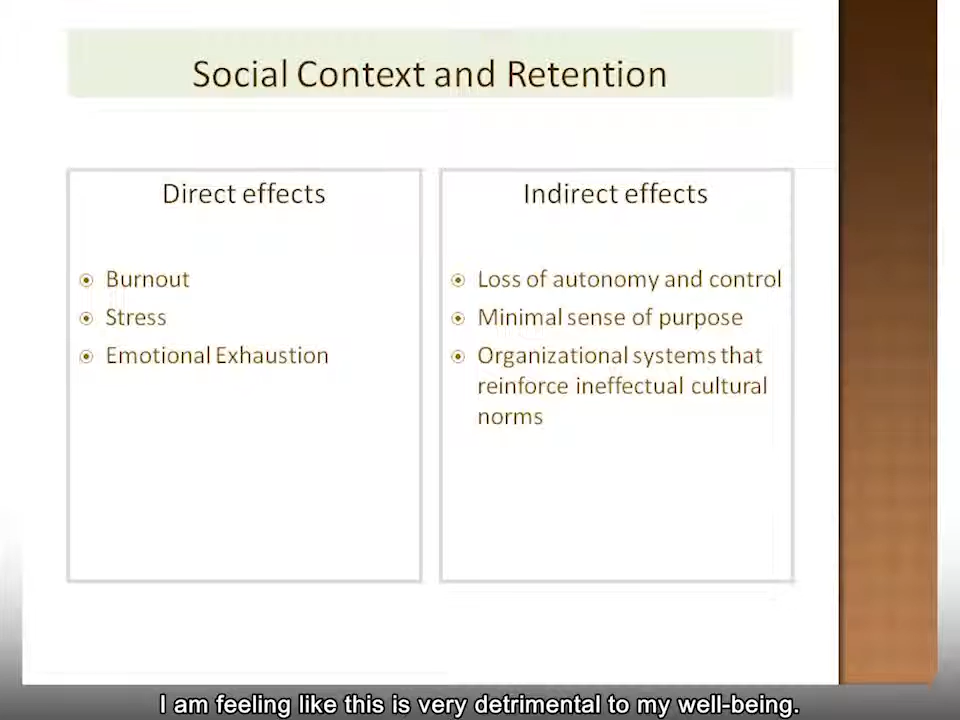 Social Context and Retention
Direct effects
Burnout
Stress
Emotional Exhaustion
Indirect effects
Loss of autonomy and control
Minimal sense of purpose
Organizational systems that
reinforce ineffectual cultural
norms
I am feeling like this is very detrimental to my well-being.